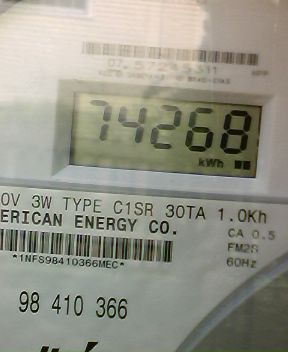 74268
kWh
0V 3W TYPE C1SR 30TA 1.0Kh
ERICAN ENERGY CO.
CA 0.5
FM2S
60Hz
*1NFS98410366MEC*
98 410 366